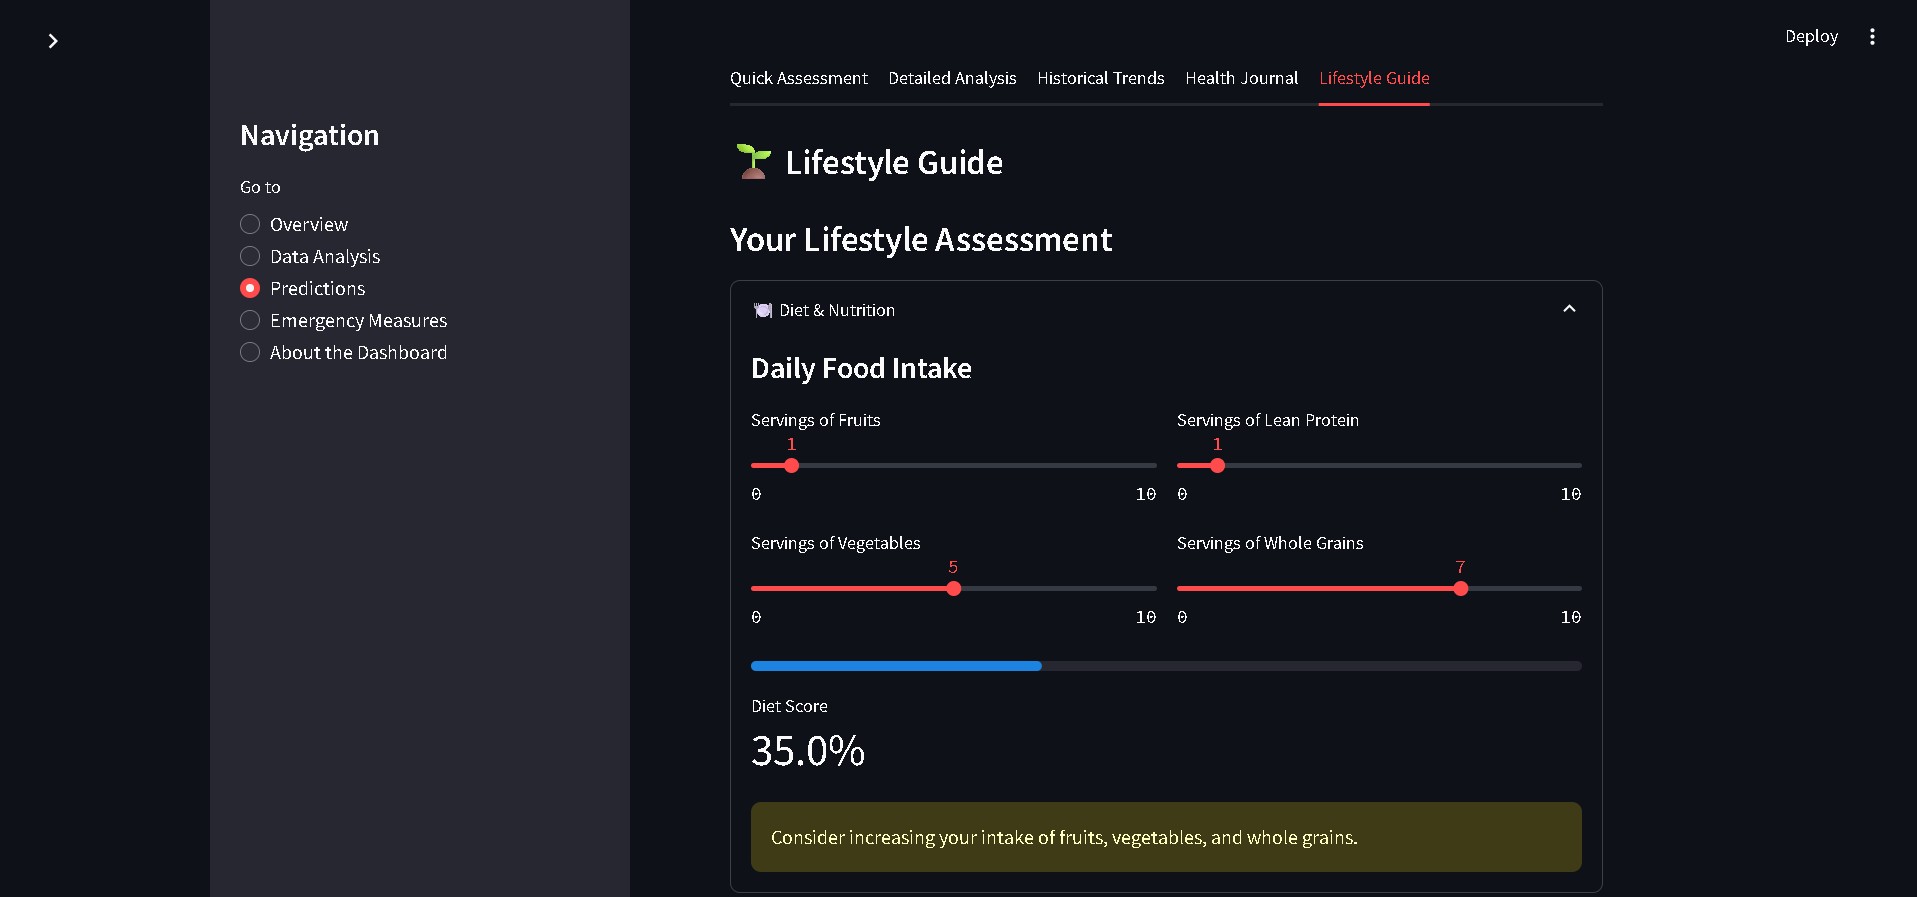 Deploy
Navigation
Go to
Overview
Data Analysis
Predictions
Emergency Measures
About the Dashboard
Quick Assessment Detailed Analysis Historical Trends Health Journal Lifestyle Guide
Lifestyle Guide
Your Lifestyle Assessment
Diet & Nutrition
Daily Food Intake
Servings of Fruits
1
0 10
Servings of Lean Protein
1
0 10
Servings of Vegetables
5
0 10
Servings of Whole Grains
7
0 10
Diet Score
35.0%
Consider increasing your intake of fruits, vegetables, and whole grains.